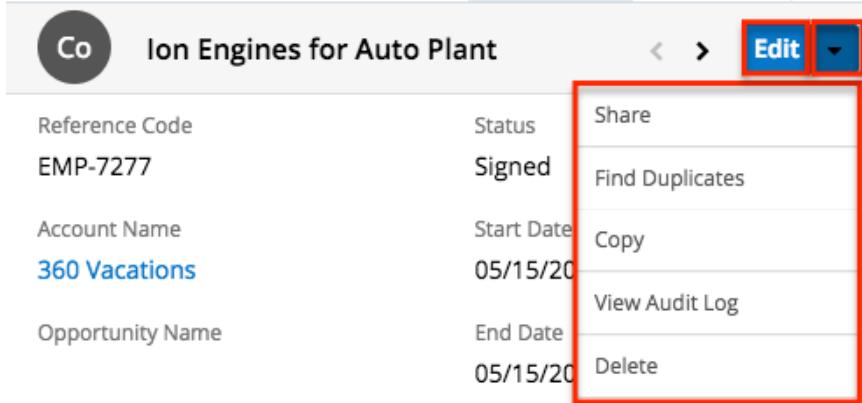 Co Ion Engines for Auto Plant Edit
Reference Code Status Share
EMP-7277 Signed Find Duplicates
Account Name Start Date Copy
360 Vacations 05/15/20 View Audit Log
Opportunity Name End Date Delete
05/15/20